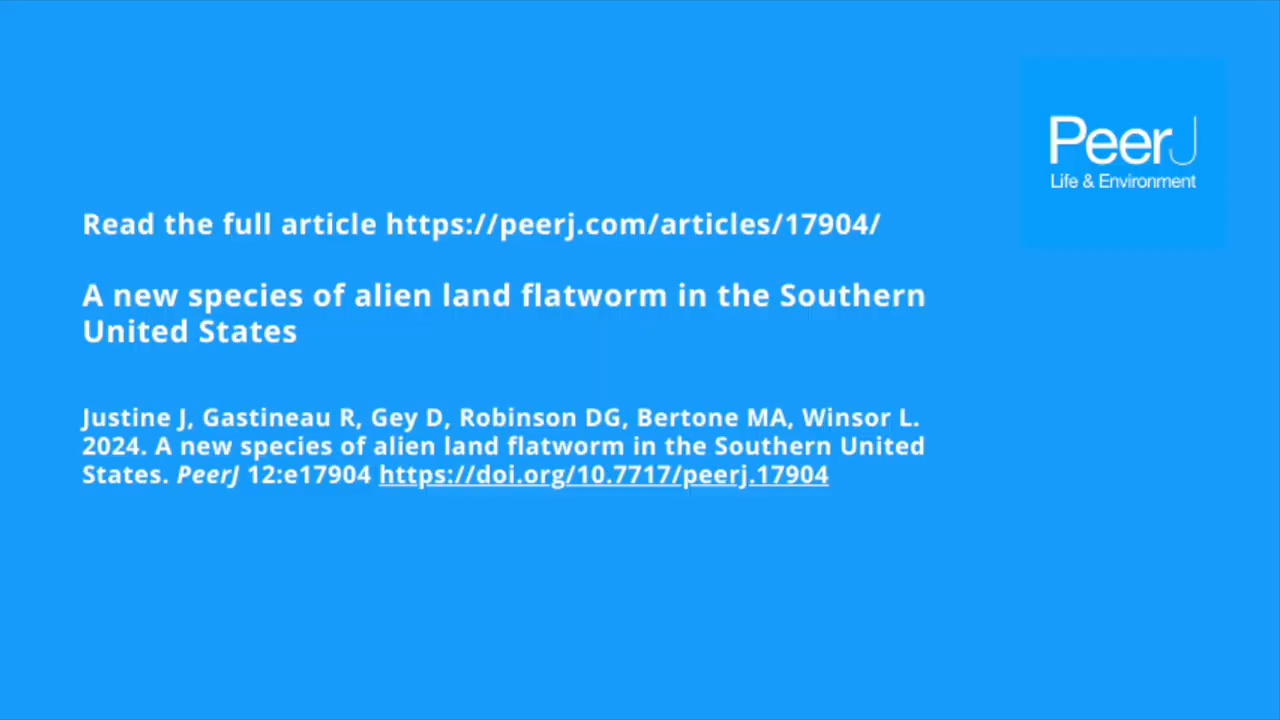 PeerJ
Life & Environment
Read the full article https://peerj.com/articles/17904/
A new species of alien land flatworm in the Southern
United States
Justine J, Gastineau R, Gey D, Robinson DG, Bertone MA, Winsor L.
2024. A new species of alien land flatworm in the Southern United
States. PeerJ 12:e17904 https://doi.org/10.7717/peerj.17904